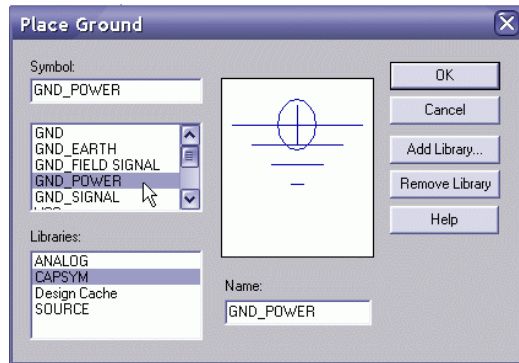 Place Ground
Symbol:
GND_POWER
GND
GND_EARTH
GND_FIELD SIGNAL
GND_POWER
GND_SIGNAL
Libraries:
ANALOG
CAPSYM
Design Cache
SOURCE
Name:
GND_POWER
OK
Cancel
Add Library...
Remove Library
Help